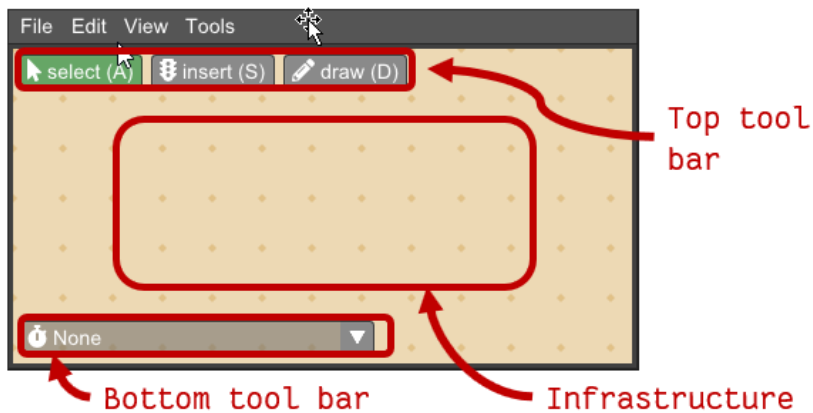 File Edit View Tools
select (A) insert (S) draw (D)
Top tool
bar
None
Bottom tool bar
Infrastructure